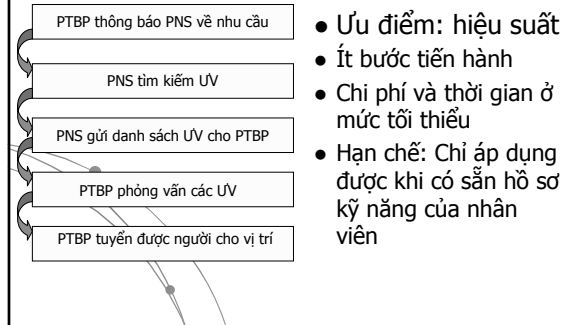 PTBP thông báo PNS về nhu cầu
PNS tìm kiếm ƯV
PNS gửi danh sách ƯV cho PTBP
PTBP phỏng vấn các ƯV
PTBP tuyển được người cho vị trí
● Ưu điểm: hiệu suất
● Ít bước tiến hành
● Chi phí và thời gian ở
mức tối thiểu
● Hạn chế: Chỉ áp dụng
được khi có sẵn hồ sơ
kỹ năng của nhân
viên